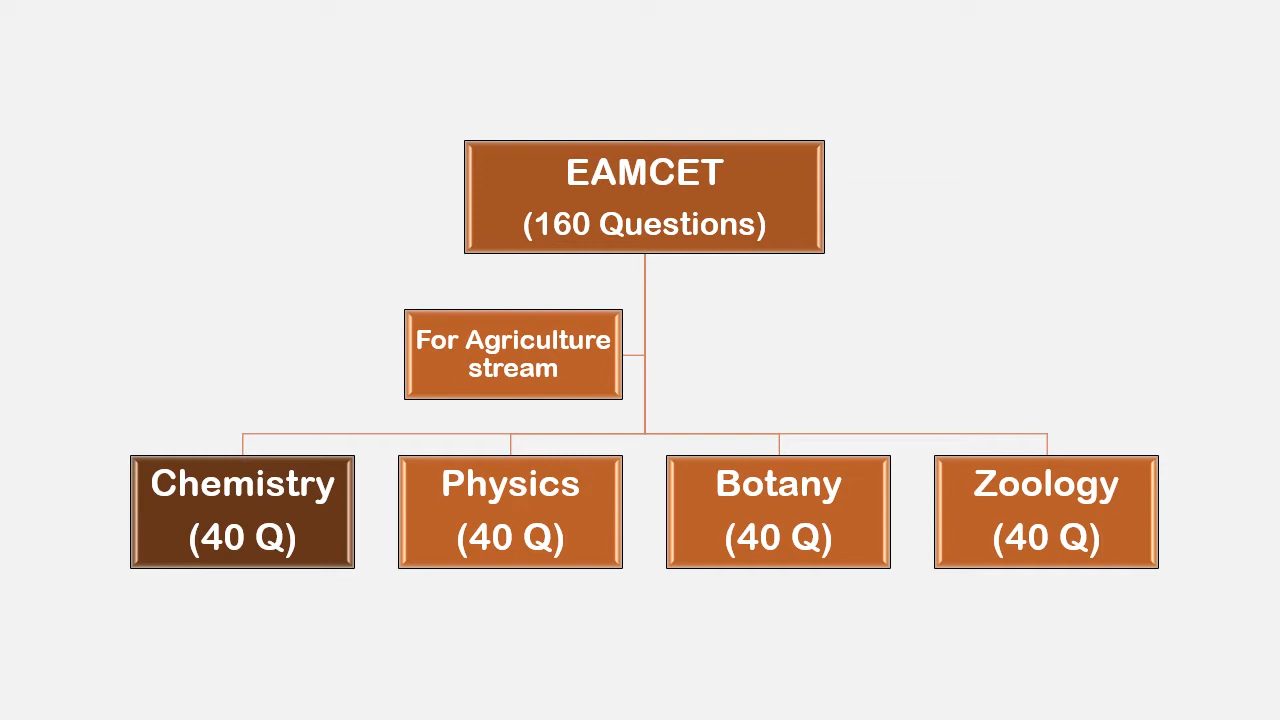 EAMCET
(160 Questions)
For Agriculture
stream
Chemistry
(40 Q)
Physics
(40 Q)
Botany
(40 Q)
Zoology
(40 Q)